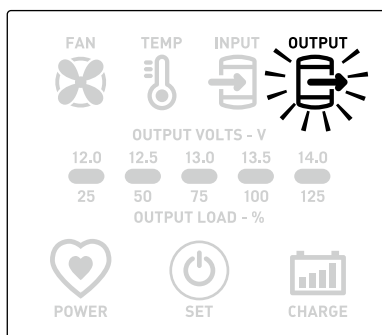 FAN TEMP INPUT OUTPUT
OUTPUT VOLTS - V
12.0 12.5 13.0 13.5 14.0
25 50 75 100 125
OUTPUT LOAD - %
POWER SET CHARGE